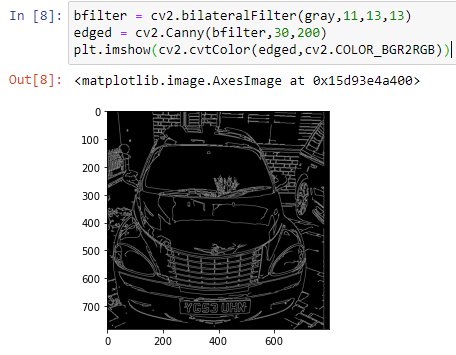 In [8]: bfilter = cv2.bilateralFilter(gray,11,13,13)
edged = cv2.Canny(bfilter,30,200)
plt.imshow(cv2.cvtColor(edged,cv2.COLOR_BGR2RGB))
Out[8]: <matplotlib.image.AxesImage at 0x15d93e4a400>
0
100
200
300
400
500
600
700
YG53 UHN
0 200 400 600